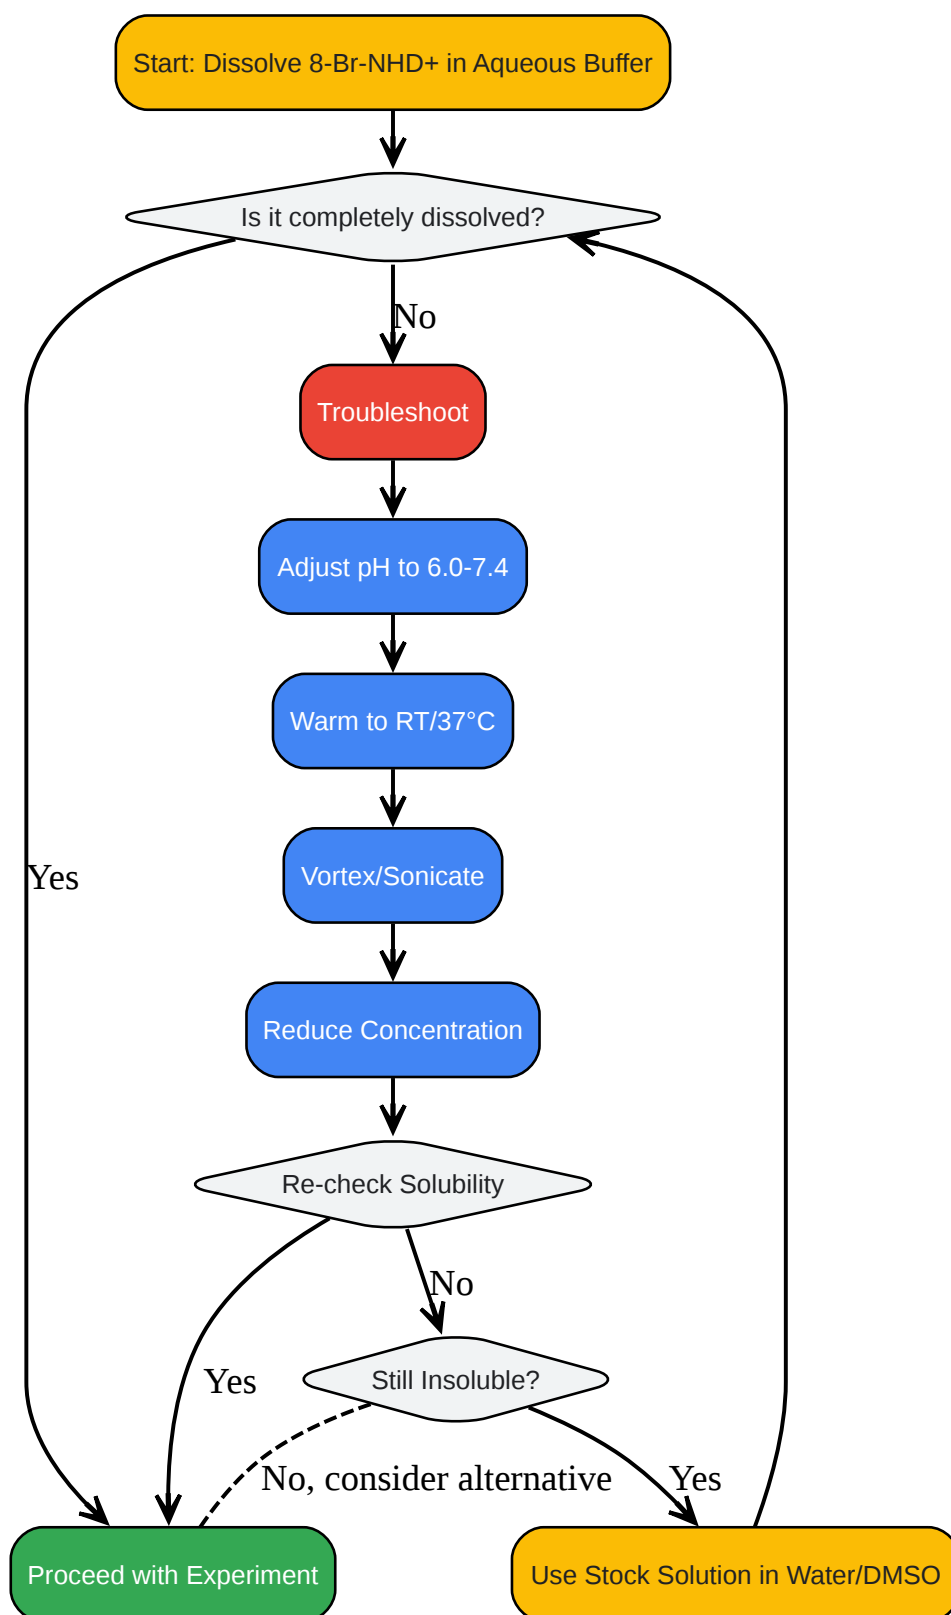 Start: Dissolve 8-Br-NHD+ in Aqueous Buffer
Is it completely dissolved?
No
Troubleshoot
Adjust pH to 6.0-7.4
Warm to RT/37°C
Yes
Vortex/Sonicate
Reduce Concentration
Re-check Solubility
No
Yes
Still Insoluble?
No, consider alternative
Yes
Proceed with Experiment
Use Stock Solution in Water/DMSO